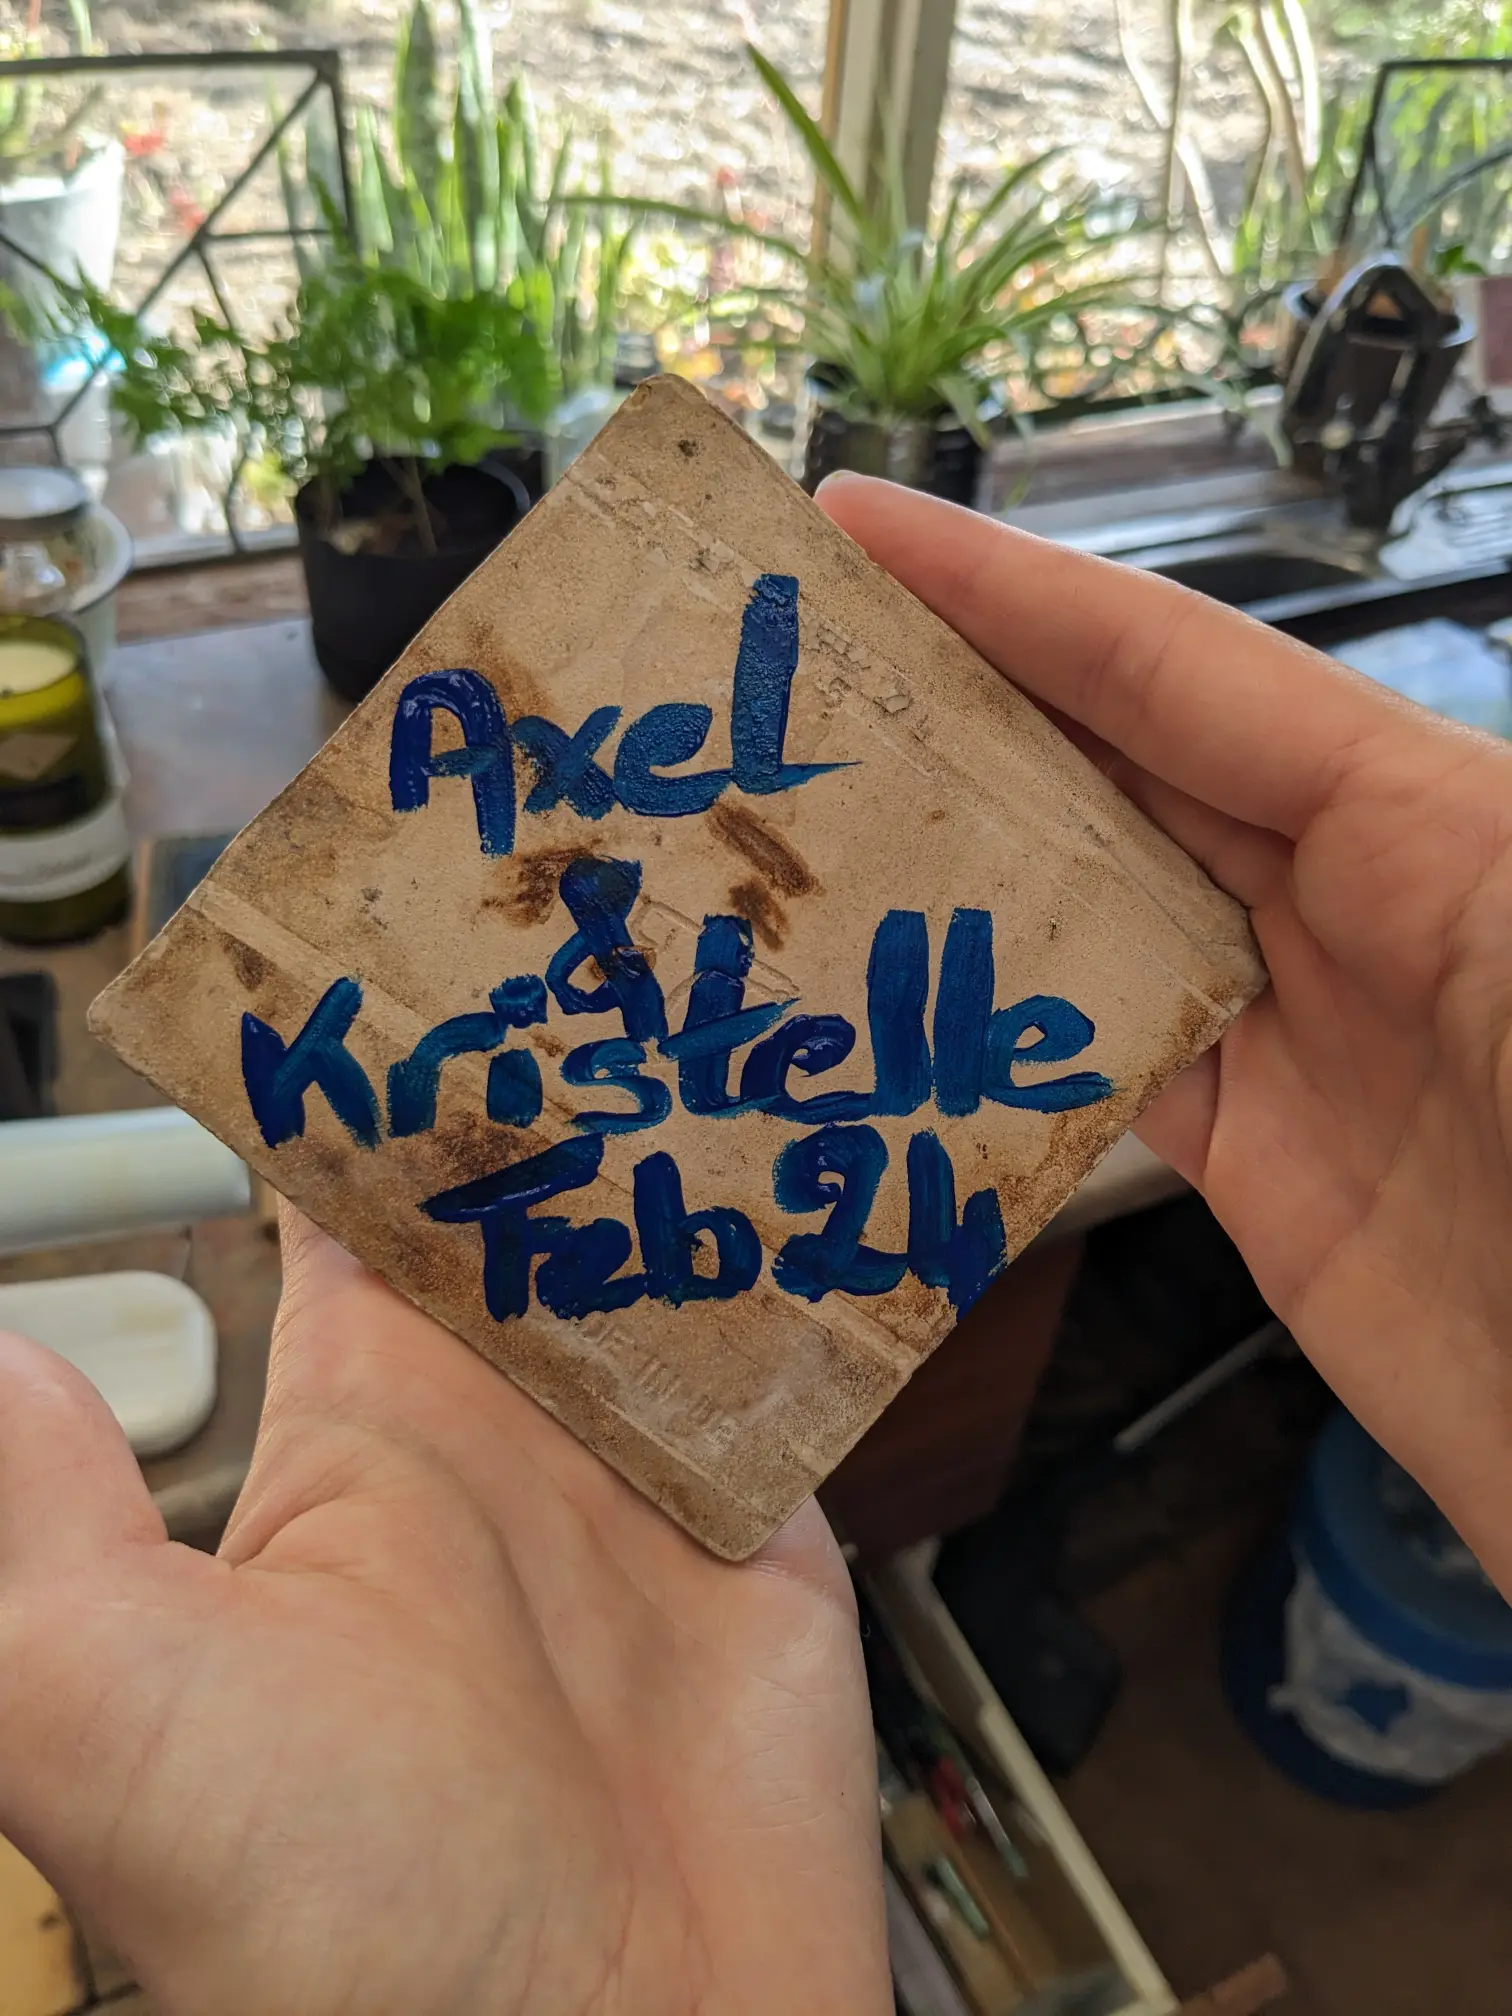 Axel
&
Kristelle
Feb 24